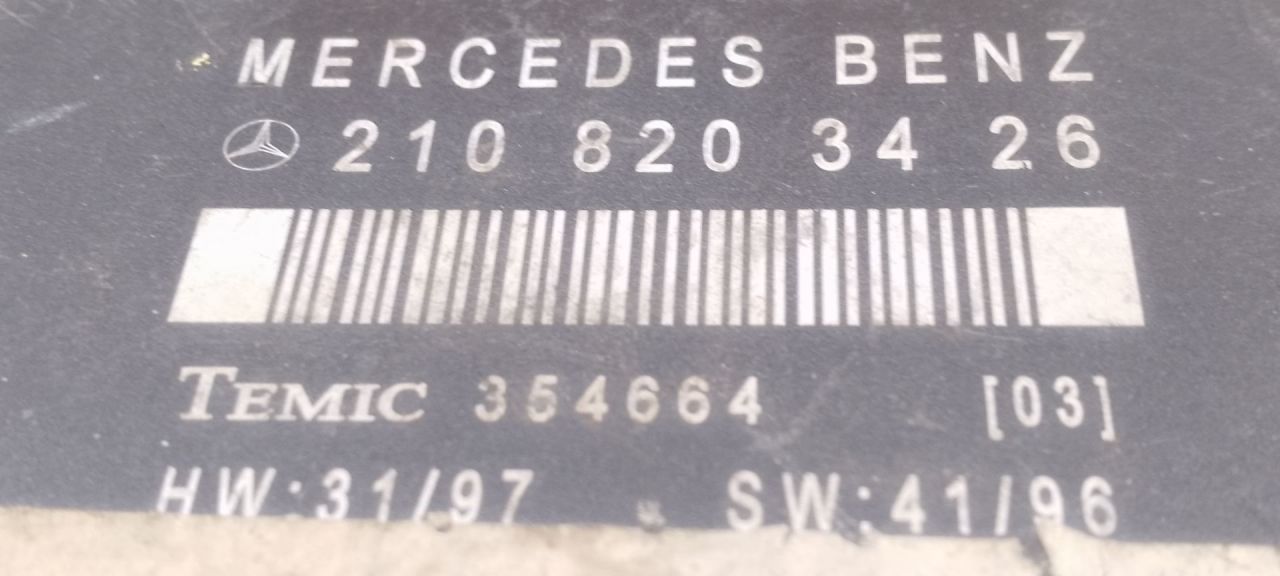 MERCEDES BENZ
210 820 34 26
TEMIC 354664 [03]
HW:31/97 SW:41/96